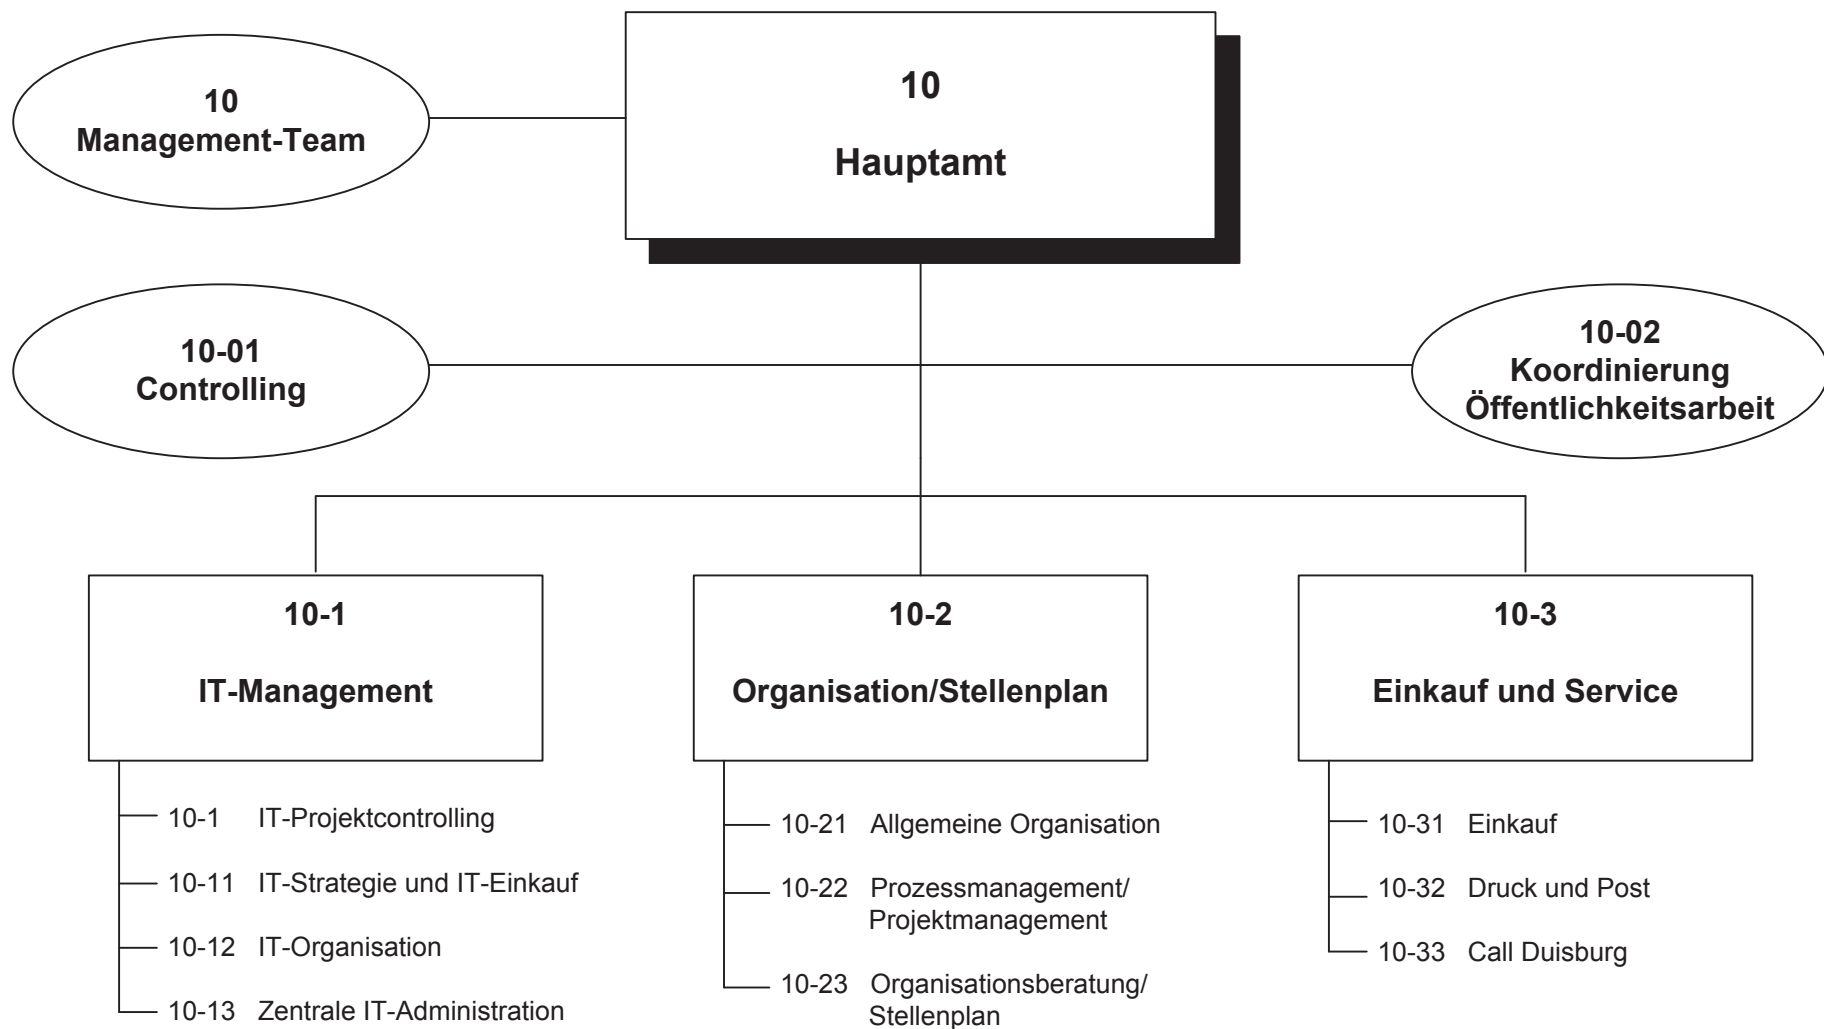 10
Management-Team
10
Hauptamt
10-01
Controlling
10-02
Koordinierung
Öffentlichkeitsarbeit
10-1
IT-Management
10-1 IT-Projektcontrolling
10-11 IT-Strategie und IT-Einkauf
10-12 IT-Organisation
10-13 Zentrale IT-Administration
10-2
Organisation/Stellenplan
10-21 Allgemeine Organisation
10-22 Prozessmanagement/
Projektmanagement
10-23 Organisationsberatung/
Stellenplan
10-3
Einkauf und Service
10-31 Einkauf
10-32 Druck und Post
10-33 Call Duisburg